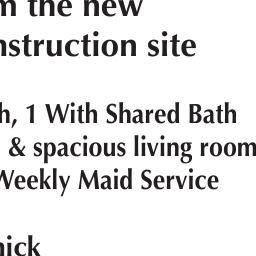 m the new
nstruction site
h, 1 With Shared Bath
& spacious living room
Weekly Maid Service
nick